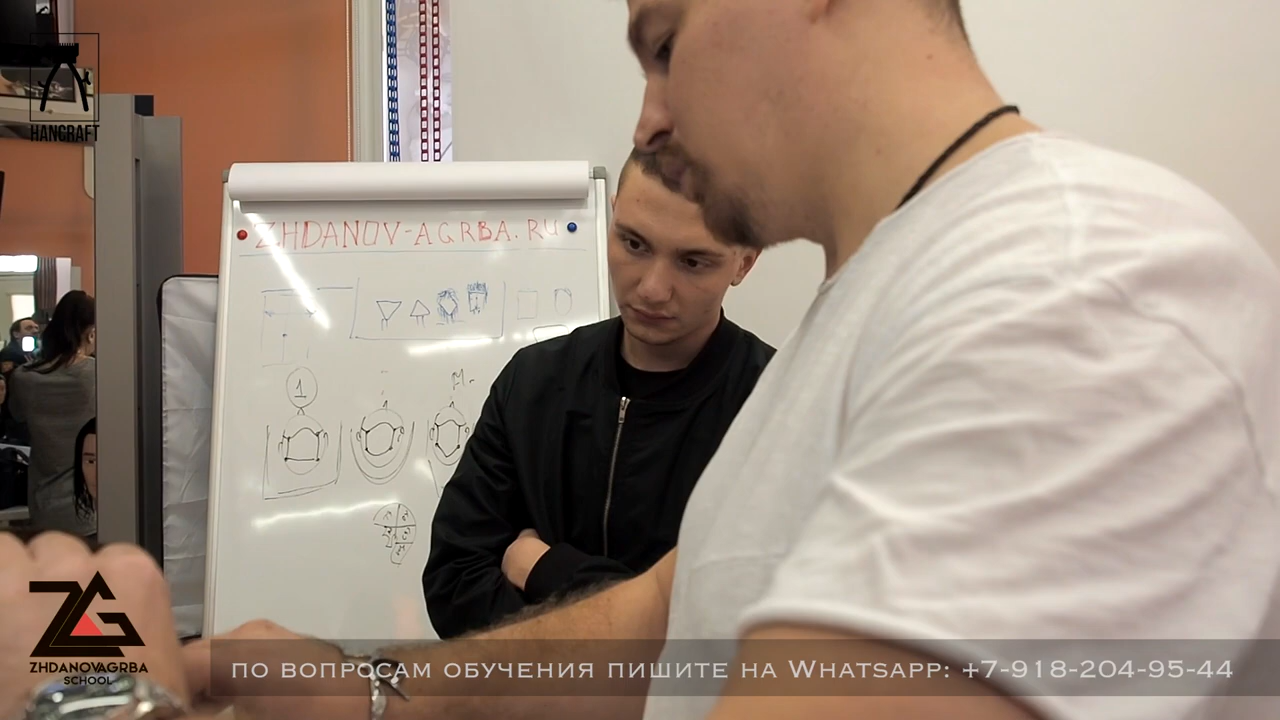 HANCRAFT
ZHDANOV-AGRBA.RU
1
ZHDANOVAGRBA
SCHOOL
по вопросам обучения пишите на Whatsapp: +7-918-204-95-44